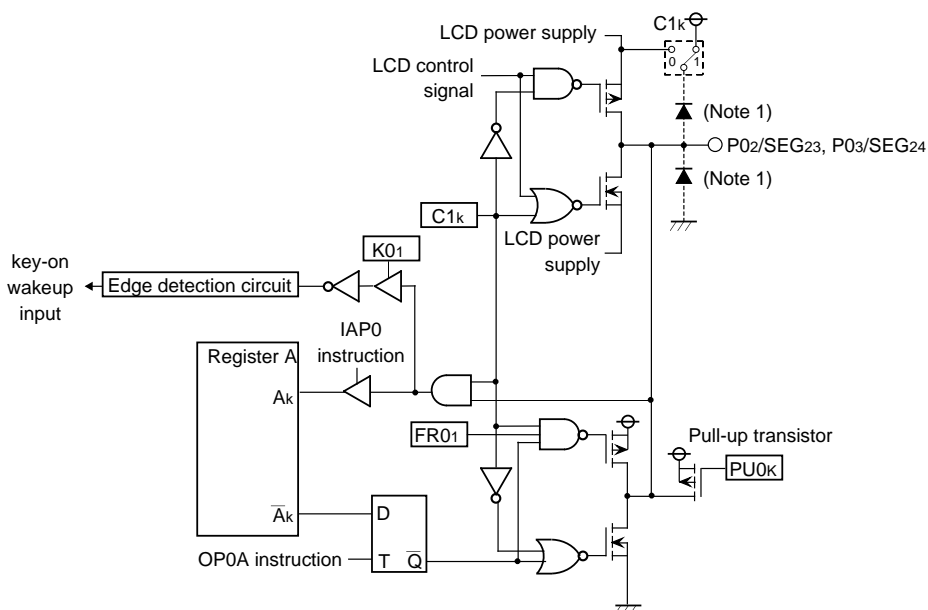 LCD power supply
C1k
0 1
LCD control
signal
(Note 1)
P02/SEG23, P03/SEG24
(Note 1)
C1k
LCD power
supply
K01
key-on
wakeup
input
Edge detection circuit
IAP0
instruction
Register A
Ak
FR01
Pull-up transistor
PU0K
A̅k
D
OP0A instruction
T Q̅